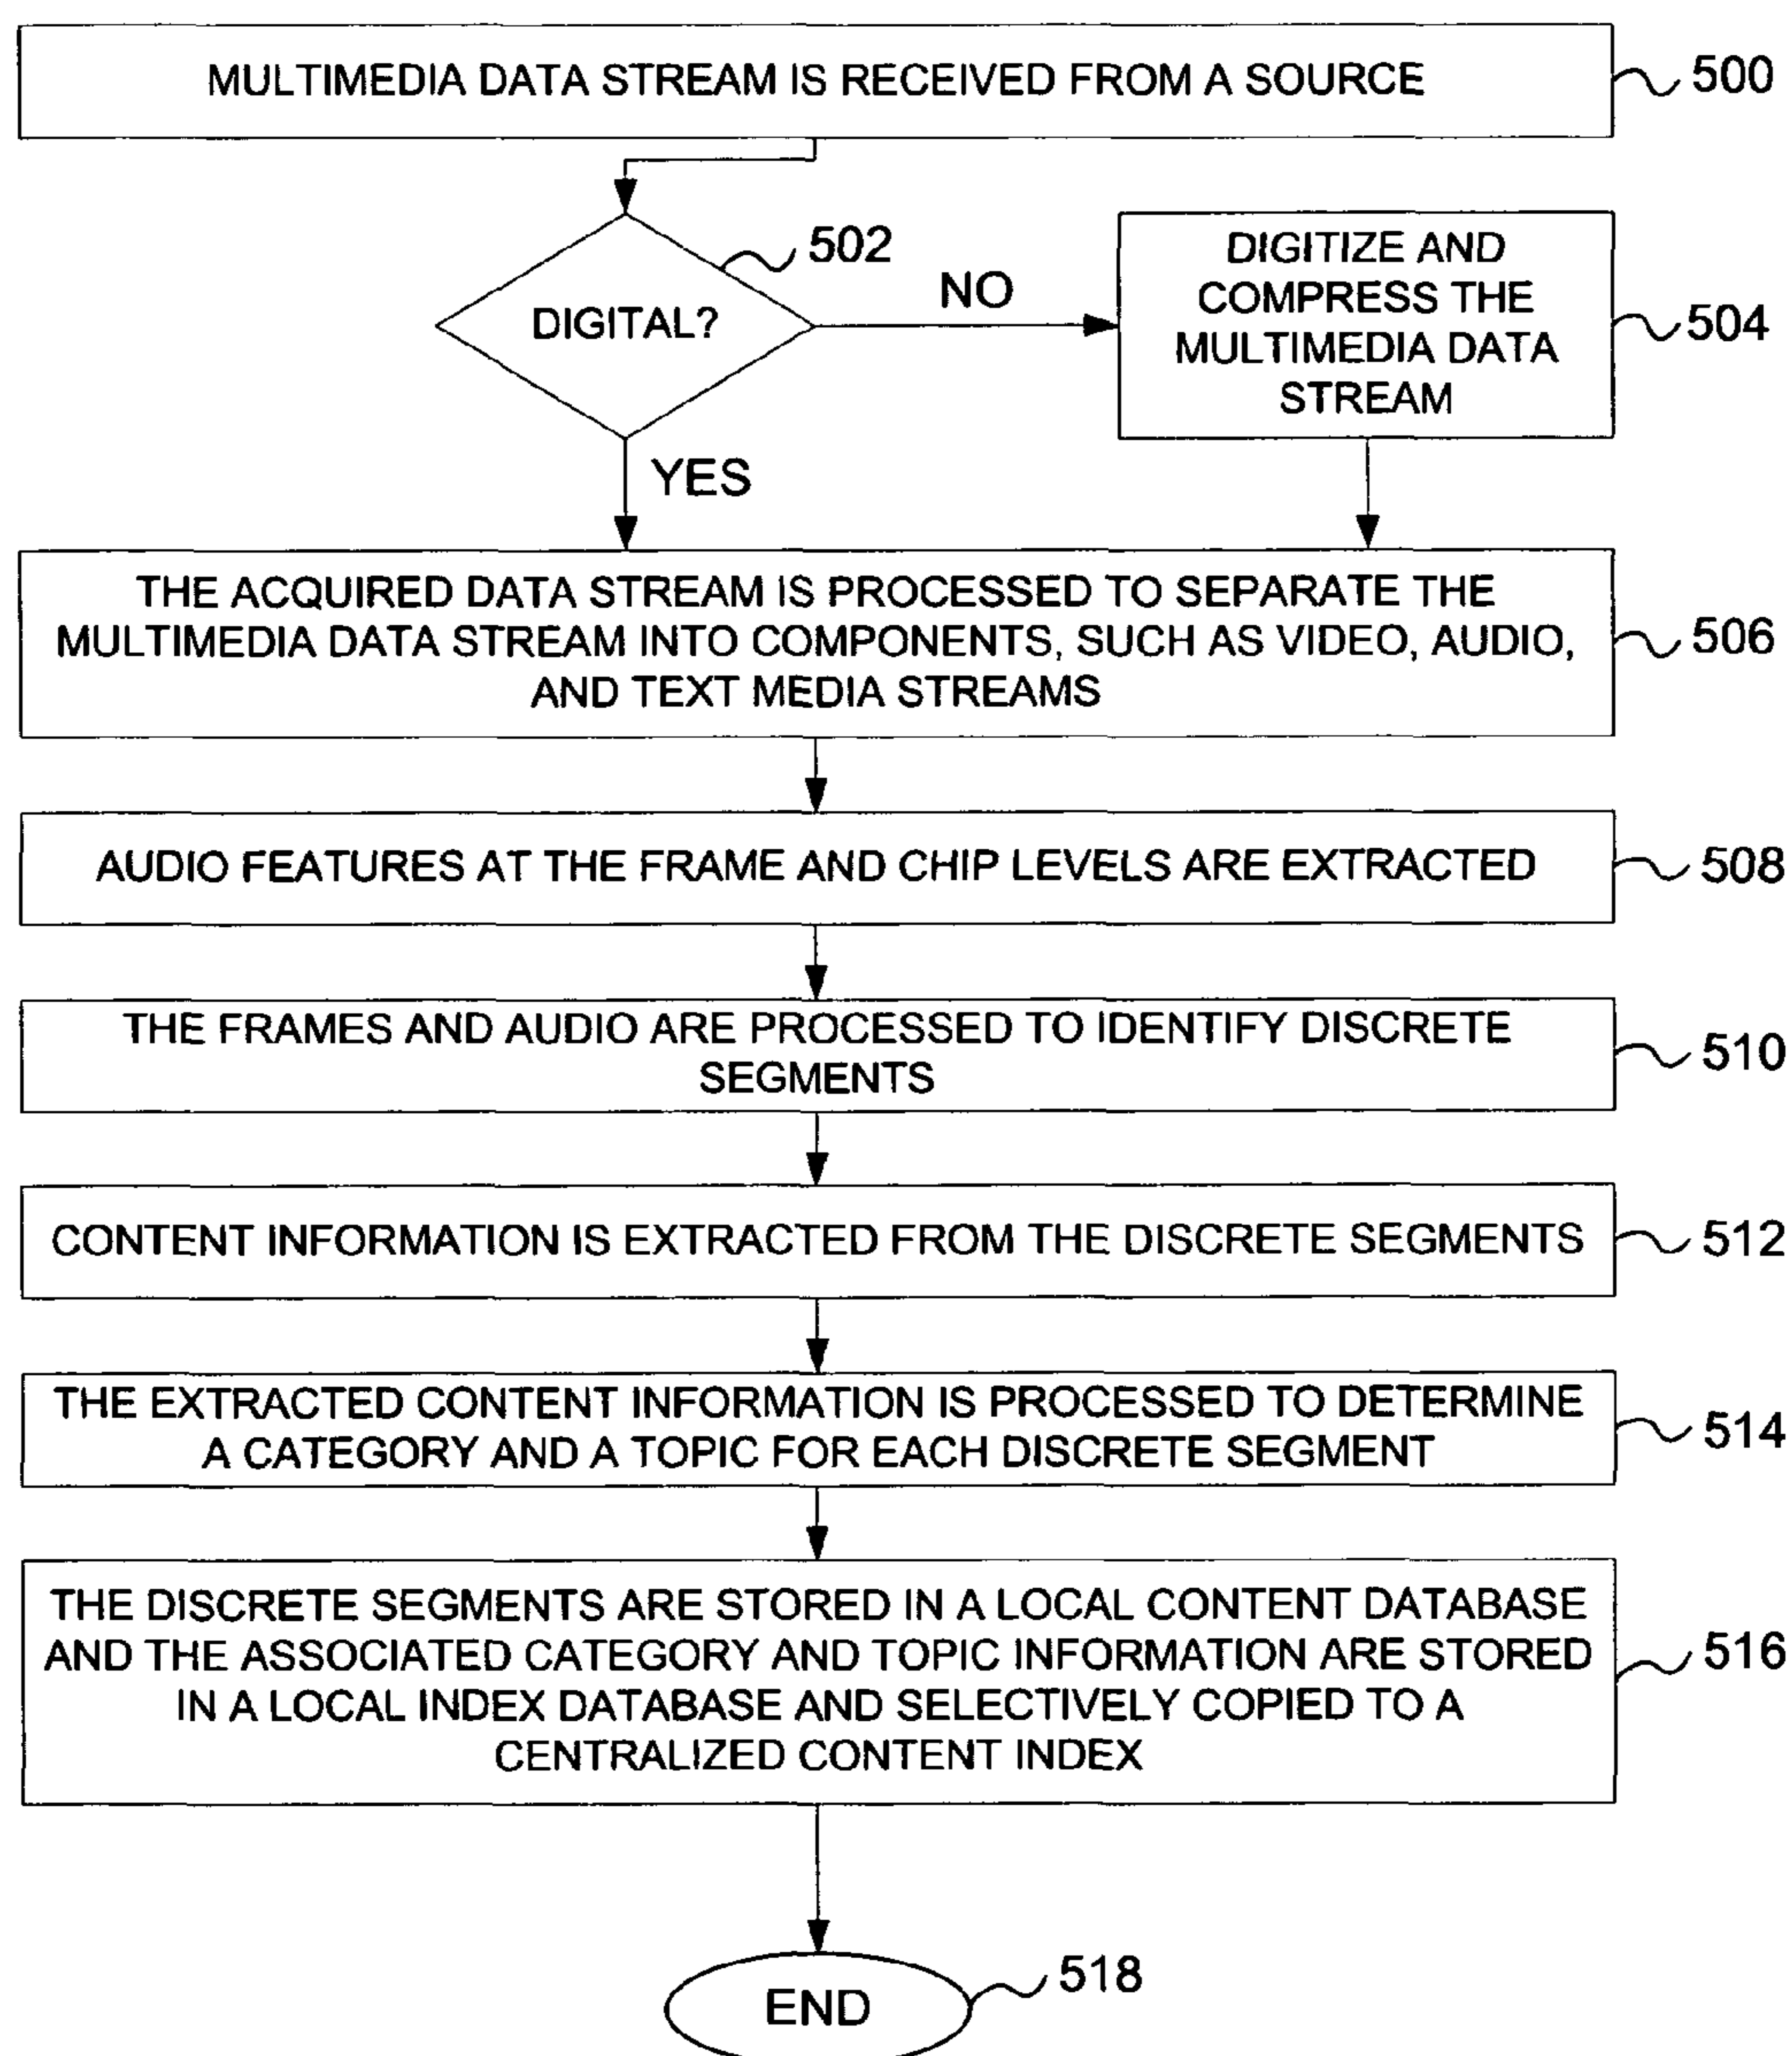 MULTIMEDIA DATA STREAM IS RECEIVED FROM A SOURCE
500
502
DIGITAL?
NO
YES
DIGITIZE AND
COMPRESS THE
MULTIMEDIA DATA
STREAM
504
THE ACQUIRED DATA STREAM IS PROCESSED TO SEPARATE THE
MULTIMEDIA DATA STREAM INTO COMPONENTS, SUCH AS VIDEO, AUDIO,
AND TEXT MEDIA STREAMS
506
AUDIO FEATURES AT THE FRAME AND CHIP LEVELS ARE EXTRACTED
508
THE FRAMES AND AUDIO ARE PROCESSED TO IDENTIFY DISCRETE
SEGMENTS
510
CONTENT INFORMATION IS EXTRACTED FROM THE DISCRETE SEGMENTS
512
THE EXTRACTED CONTENT INFORMATION IS PROCESSED TO DETERMINE
A CATEGORY AND A TOPIC FOR EACH DISCRETE SEGMENT
514
THE DISCRETE SEGMENTS ARE STORED IN A LOCAL CONTENT DATABASE
AND THE ASSOCIATED CATEGORY AND TOPIC INFORMATION ARE STORED
IN A LOCAL INDEX DATABASE AND SELECTIVELY COPIED TO A
CENTRALIZED CONTENT INDEX
516
END
518